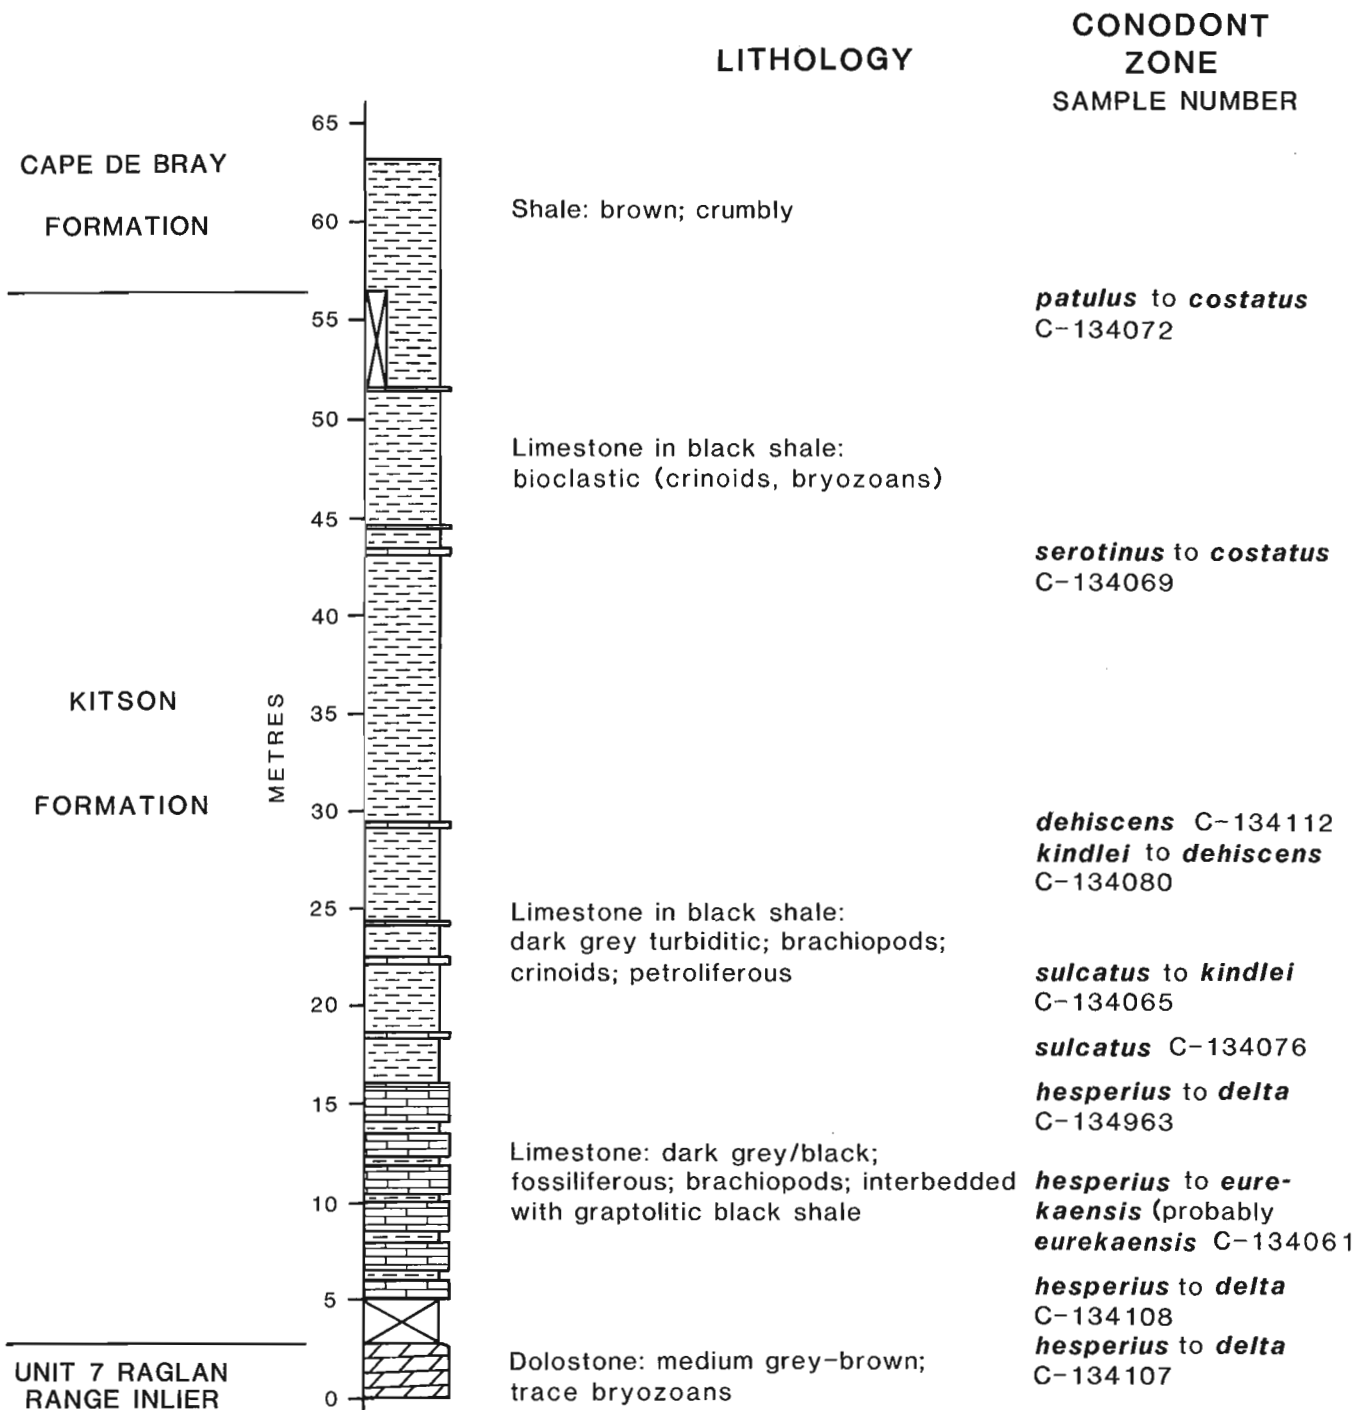 CONODONT
ZONE
SAMPLE NUMBER
LITHOLOGY
65
CAPE DE BRAY
FORMATION
60
Shale: brown; crumbly
55
patulus to costatus
C-134072
50
Limestone in black shale:
bioclastic (crinoids, bryozoans)
45
serotinus to costatus
C-134069
40
KITSON
FORMATION
METRES
35
30
dehiscens C-134112
kindlei to dehiscens
C-134080
25
Limestone in black shale:
dark grey turbiditic; brachiopods;
crinoids; petroliferous
sulcatus to kindlei
C-134065
20
sulcatus C-134076
hesperius to delta
C-134963
15
Limestone: dark grey/black;
fossiliferous; brachiopods; interbedded
with graptolitic black shale
hesperius to eure-
kaensis (probably
eurekaensis C-134061
10
hesperius to delta
C-134108
5
hesperius to delta
C-134107
UNIT 7 RAGLAN
RANGE INLIER
Dolostone: medium grey-brown;
trace bryozoans
0